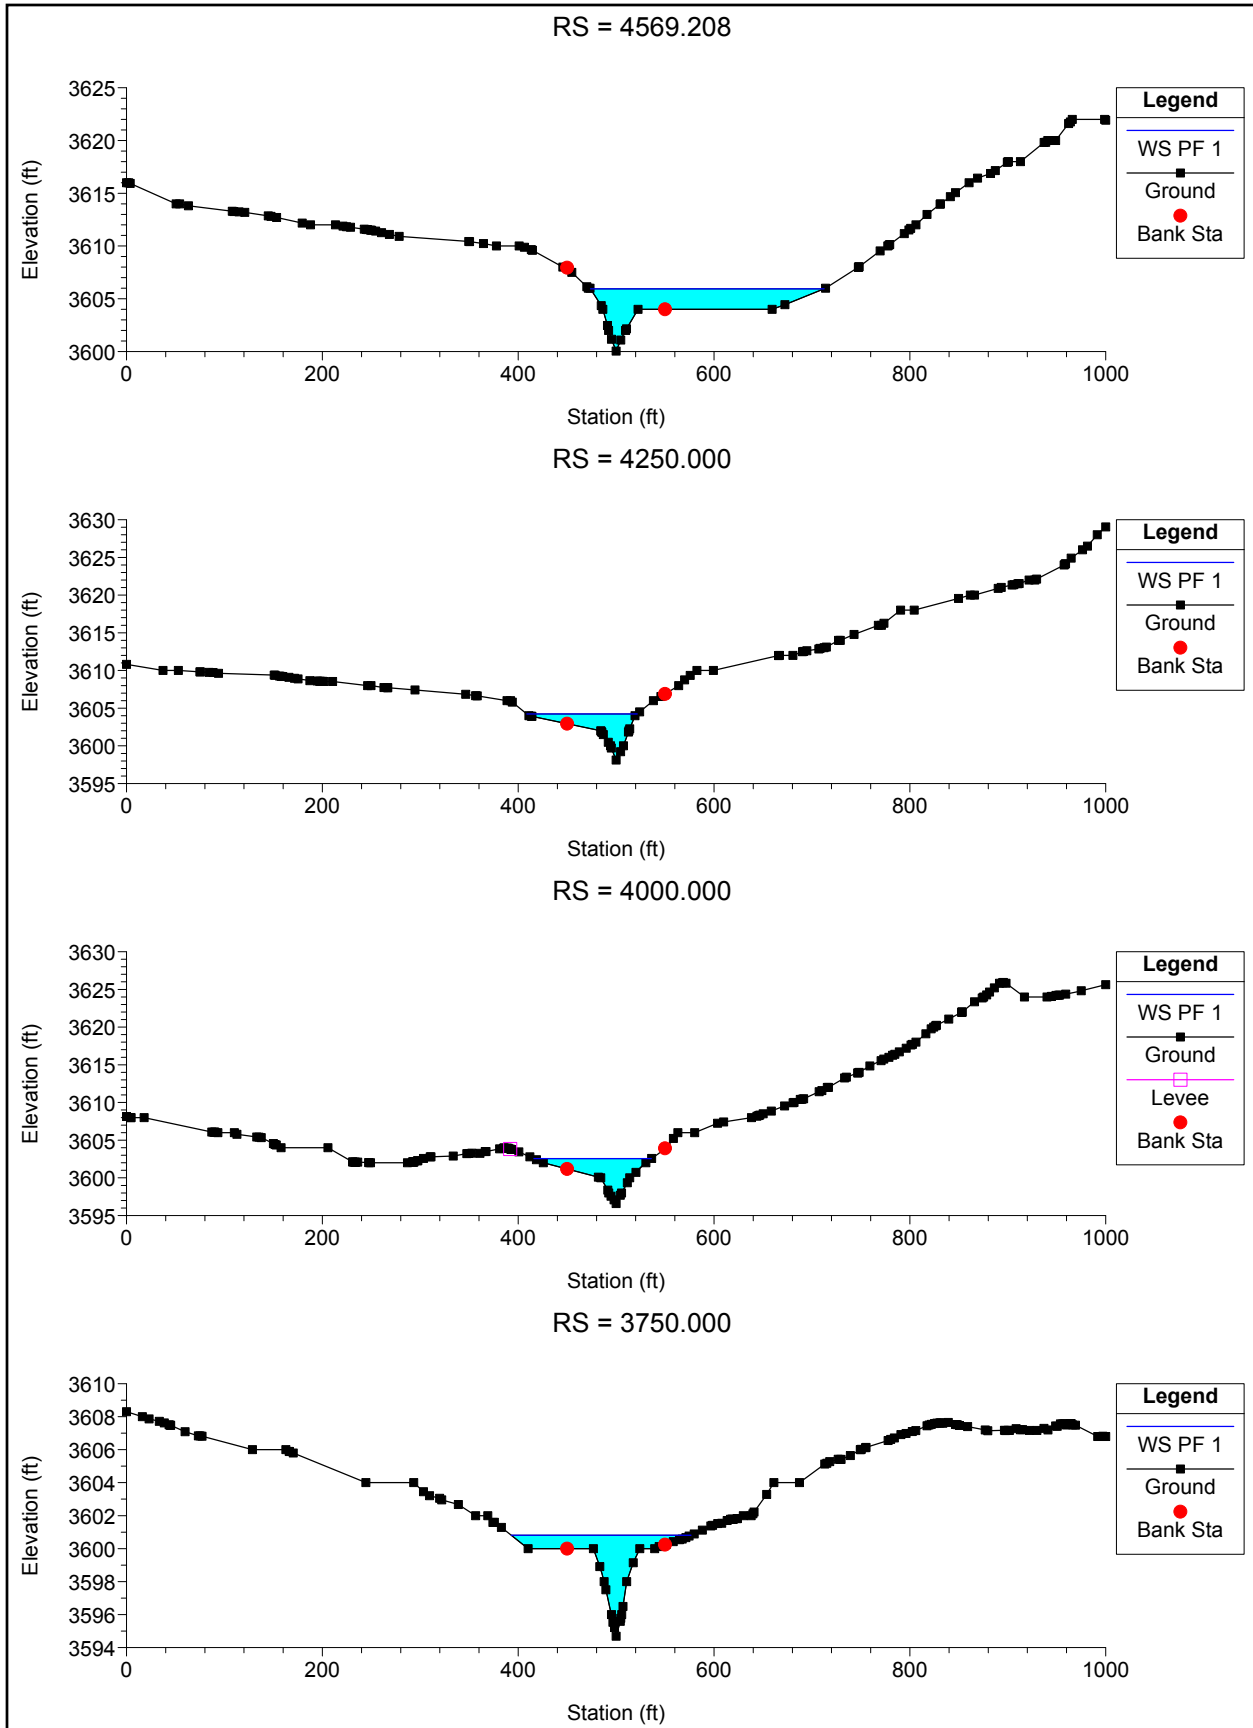 RS = 4569.208
3625
3620
3615
3610
3605
3600
Elevation (ft)
0 200 400 600 800 1000
Station (ft)
Legend
WS PF 1
Ground
Bank Sta
RS = 4250.000
3630
3625
3620
3615
3610
3605
3600
3595
Elevation (ft)
0 200 400 600 800 1000
Station (ft)
Legend
WS PF 1
Ground
Bank Sta
RS = 4000.000
3630
3625
3620
3615
3610
3605
3600
3595
Elevation (ft)
0 200 400 600 800 1000
Station (ft)
Legend
WS PF 1
Ground
Levee
Bank Sta
RS = 3750.000
3610
3608
3606
3604
3602
3600
3598
3596
3594
Elevation (ft)
0 200 400 600 800 1000
Station (ft)
Legend
WS PF 1
Ground
Bank Sta